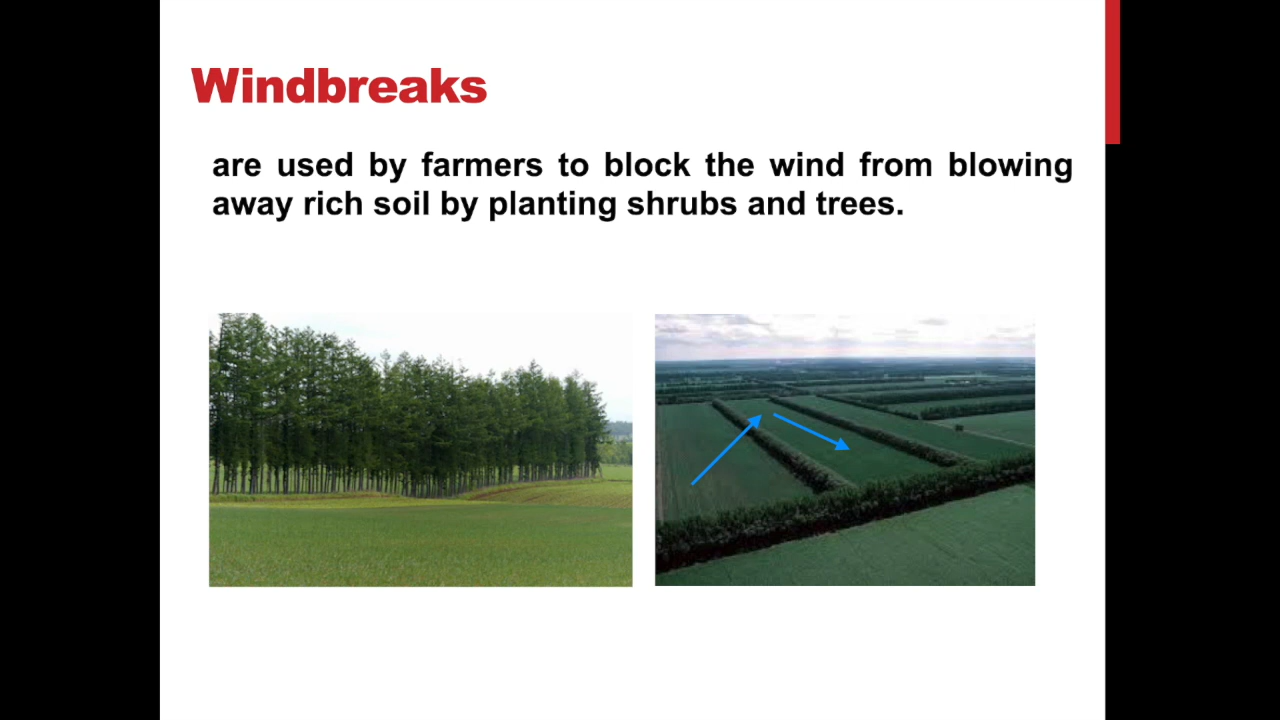 Windbreaks
are used by farmers to block the wind from blowing
away rich soil by planting shrubs and trees.